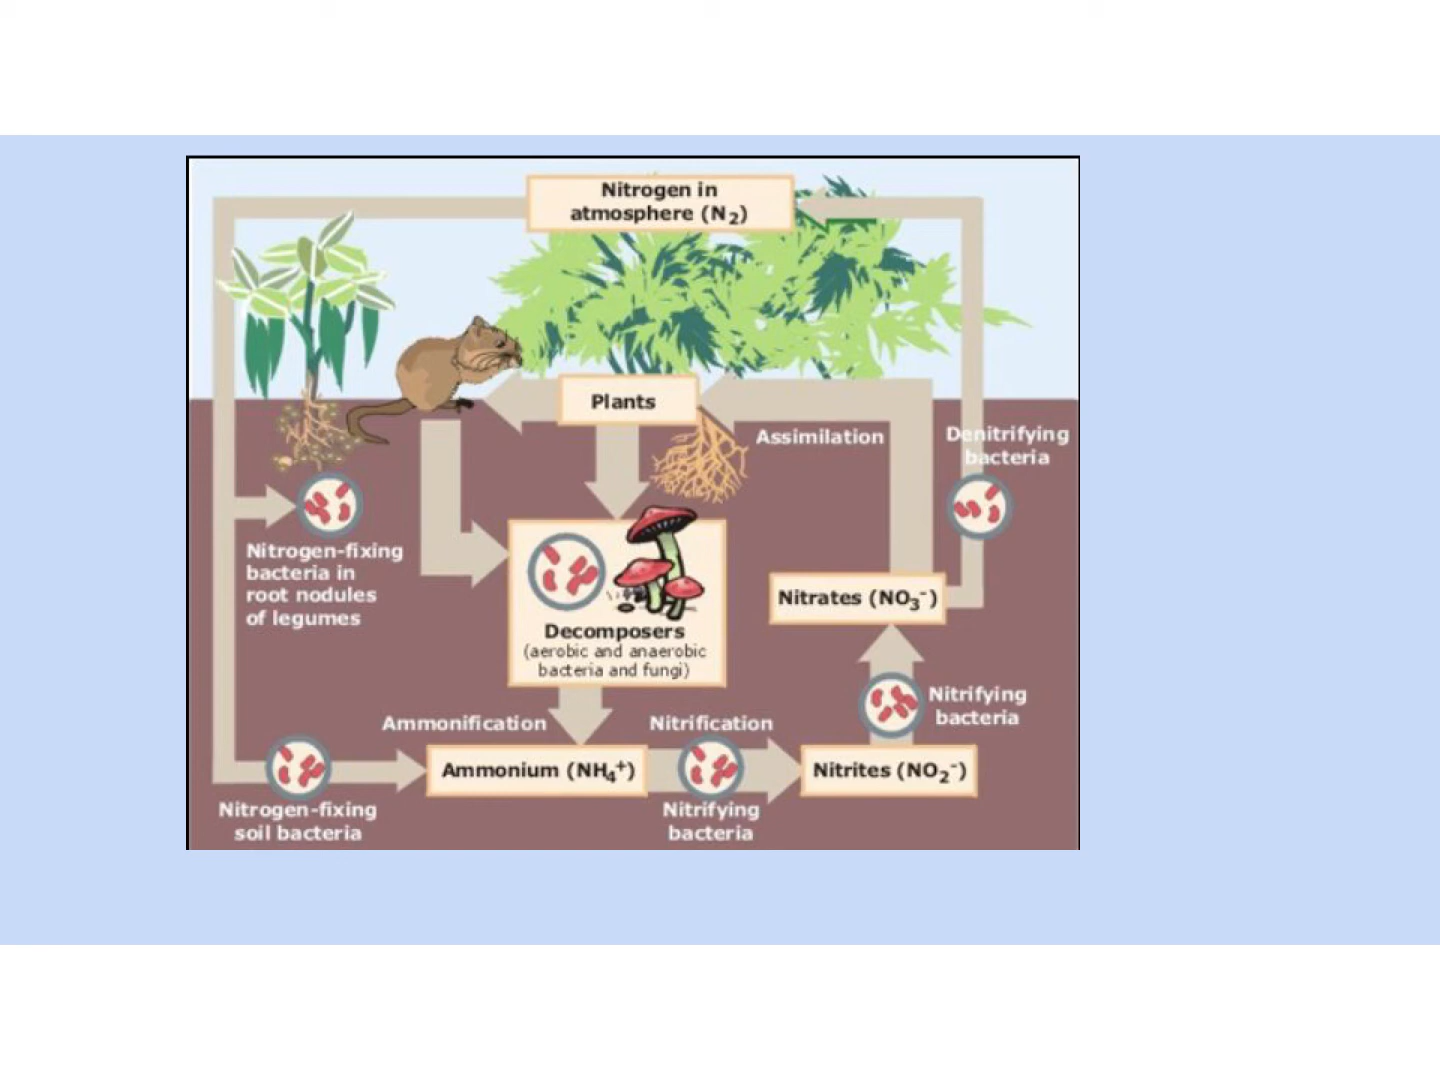 Nitrogen in
atmosphere (N₂)
Plants
Assimilation
Denitrifying
bacteria
Nitrogen-fixing
bacteria in
root nodules
of legumes
Nitrates (NO₃⁻)
Decomposers
(aerobic and anaerobic
bacteria and fungi)
Nitrifying
bacteria
Ammonification
Nitrification
Ammonium (NH₄⁺)
Nitrites (NO₂⁻)
Nitrogen-fixing
soil bacteria
Nitrifying
bacteria